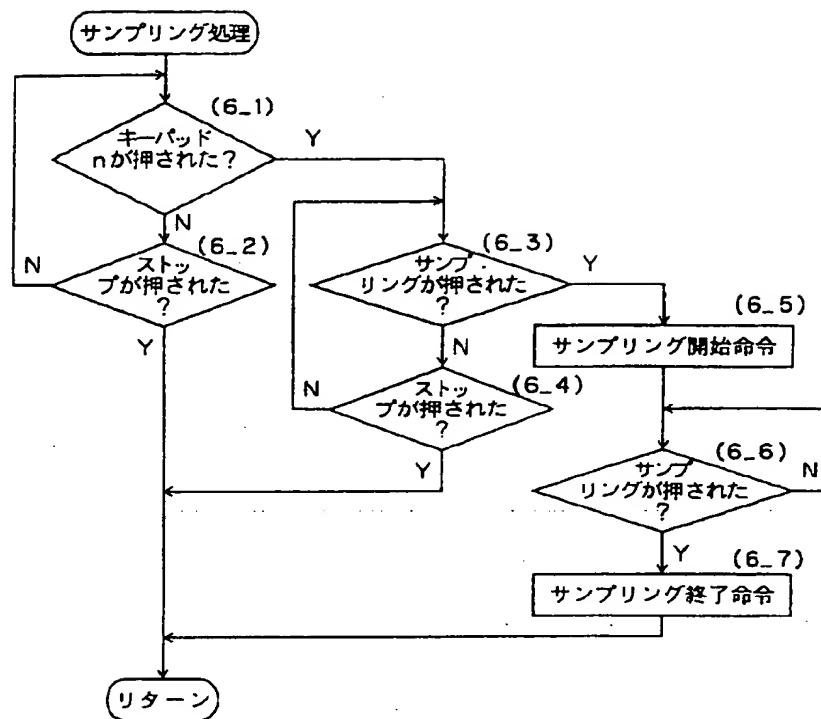 サンプリング処理
(6_1)
キーパッド
nが押された?
Y
N
(6_2)
ストッ
プが押された
?
N
Y
(6_3)
サンプ
リングが押された
?
Y
N
(6_4)
ストッ
プが押された
?
N
Y
(6_5)
サンプリング開始命令
(6_6)
サンプ
リングが押された
?
N
Y
(6_7)
サンプリング終了命令
リターン